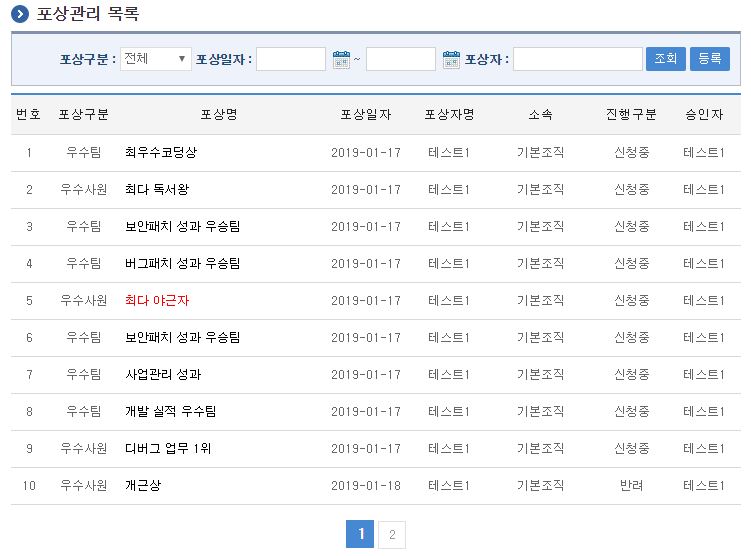 포상관리 목록
포상구분 : 전체 ▼ 포상일자 : ~ 포상자 : 조회 등록
번호 포상구분 포상명 포상일자 포상자명 소속 진행구분 승인자
1 우수팀 최우수코딩상 2019-01-17 테스트1 기본조직 신청중 테스트1
2 우수사원 최다 독서왕 2019-01-17 테스트1 기본조직 신청중 테스트1
3 우수팀 보안패치 성과 우승팀 2019-01-17 테스트1 기본조직 신청중 테스트1
4 우수팀 버그패치 성과 우승팀 2019-01-17 테스트1 기본조직 신청중 테스트1
5 우수사원 최다 야근자 2019-01-17 테스트1 기본조직 신청중 테스트1
6 우수팀 보안패치 성과 우승팀 2019-01-17 테스트1 기본조직 신청중 테스트1
7 우수팀 사업관리 성과 2019-01-17 테스트1 기본조직 신청중 테스트1
8 우수팀 개발 실적 우수팀 2019-01-17 테스트1 기본조직 신청중 테스트1
9 우수사원 디버그 업무 1위 2019-01-17 테스트1 기본조직 신청중 테스트1
10 우수사원 개근상 2019-01-18 테스트1 기본조직 반려 테스트1
1 2